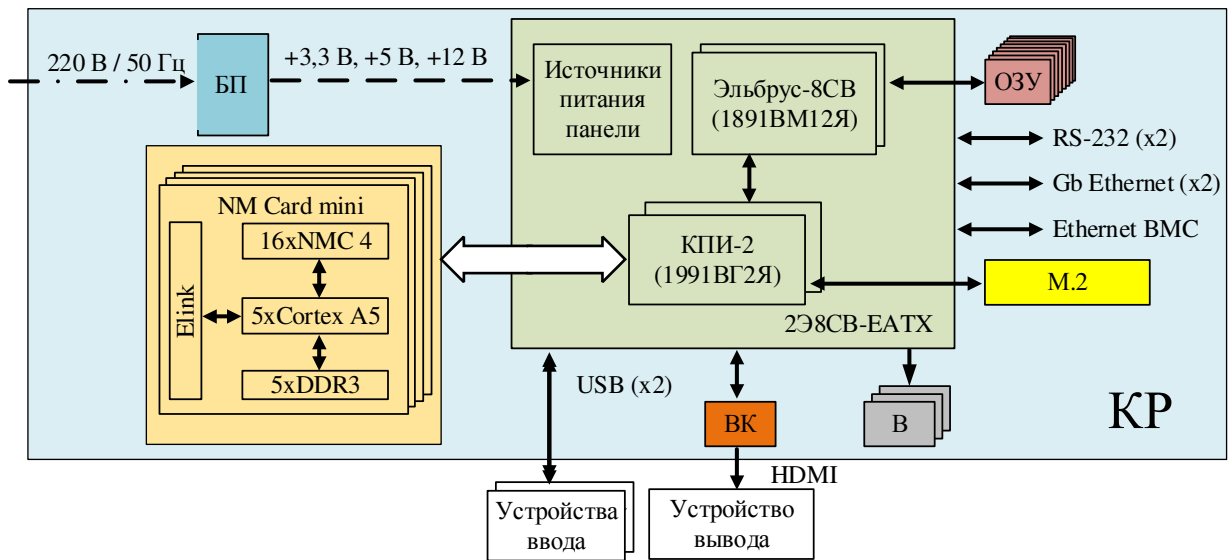 220 В / 50 Гц
БП
+3,3 В, +5 В, +12 В
Источники
питания
панели
Эльбрус-8СВ
(1891ВМ12Я)
ОЗУ
RS-232 (x2)
Gb Ethernet (x2)
Ethernet BMC
NM Card mini
16xNMC 4
5xCortex A5
5xDDR3
Elink
КПИ-2
(1991ВГ2Я)
М.2
2Э8СВ-ЕАТХ
USB (x2)
ВК
В
КР
HDMI
Устройства
ввода
Устройство
вывода